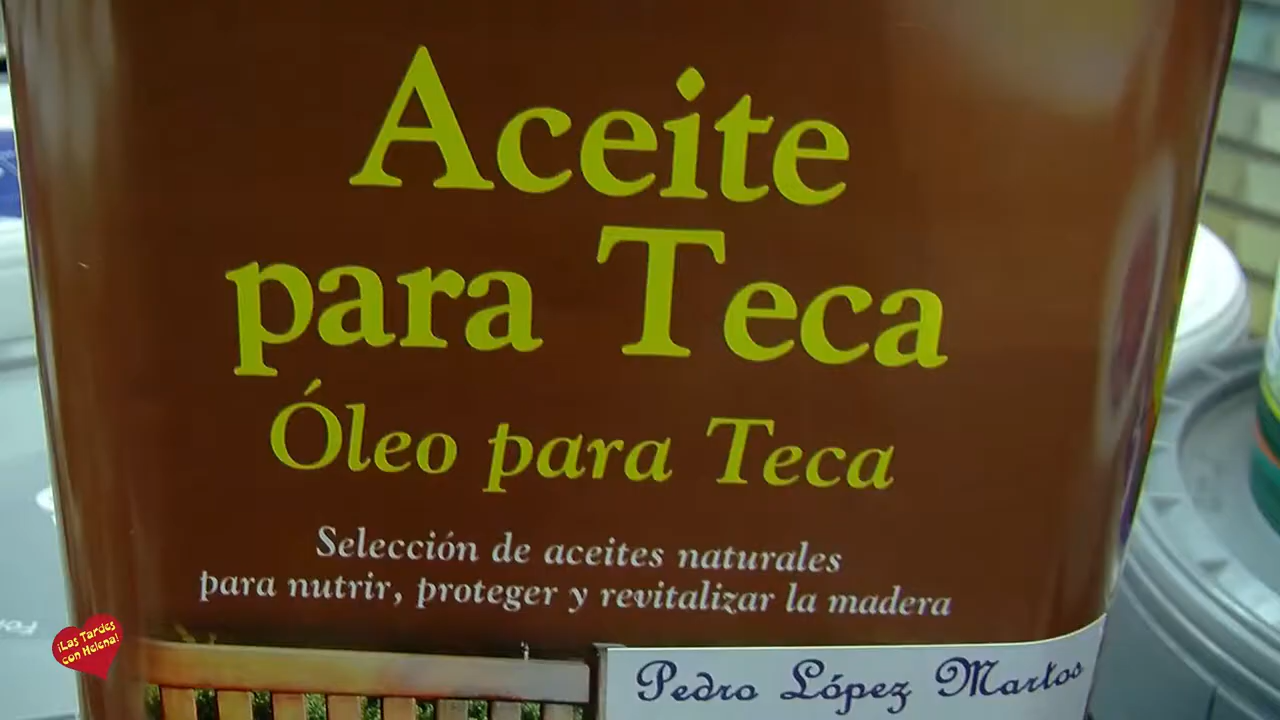 Aceite
para Teca
Óleo para Teca
Selección de aceites naturales
para nutrir, proteger y revitalizar la madera
¡Las Tardes
con Helena!
Pedro López Martos